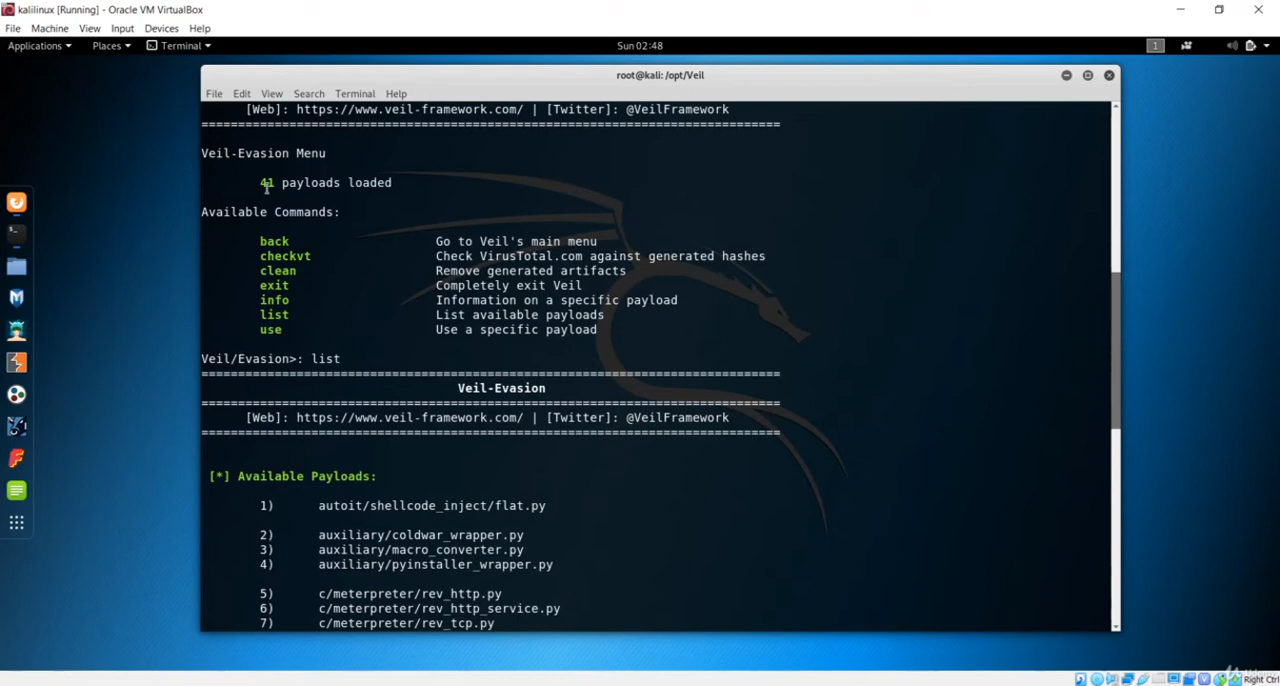 kalilinux [Running] - Oracle VM VirtualBox
File Machine View Input Devices Help
Applications Places Terminal Sun 02:48 1
root@kali: /opt/Veil
File Edit View Search Terminal Help
[Web]: https://www.veil-framework.com/ | [Twitter]: @VeilFramework
================================================================================
Veil-Evasion Menu
41 payloads loaded
Available Commands:
back Go to Veil's main menu
checkvt Check VirusTotal.com against generated hashes
clean Remove generated artifacts
exit Completely exit Veil
info Information on a specific payload
list List available payloads
use Use a specific payload
Veil/Evasion>: list
================================================================================
Veil-Evasion
================================================================================
[Web]: https://www.veil-framework.com/ | [Twitter]: @VeilFramework
================================================================================
[*] Available Payloads:
1) autoit/shellcode_inject/flat.py
2) auxiliary/coldwar_wrapper.py
3) auxiliary/macro_converter.py
4) auxiliary/pyinstaller_wrapper.py
5) c/meterpreter/rev_http.py
6) c/meterpreter/rev_http_service.py
7) c/meterpreter/rev_tcp.py
Right Ctrl